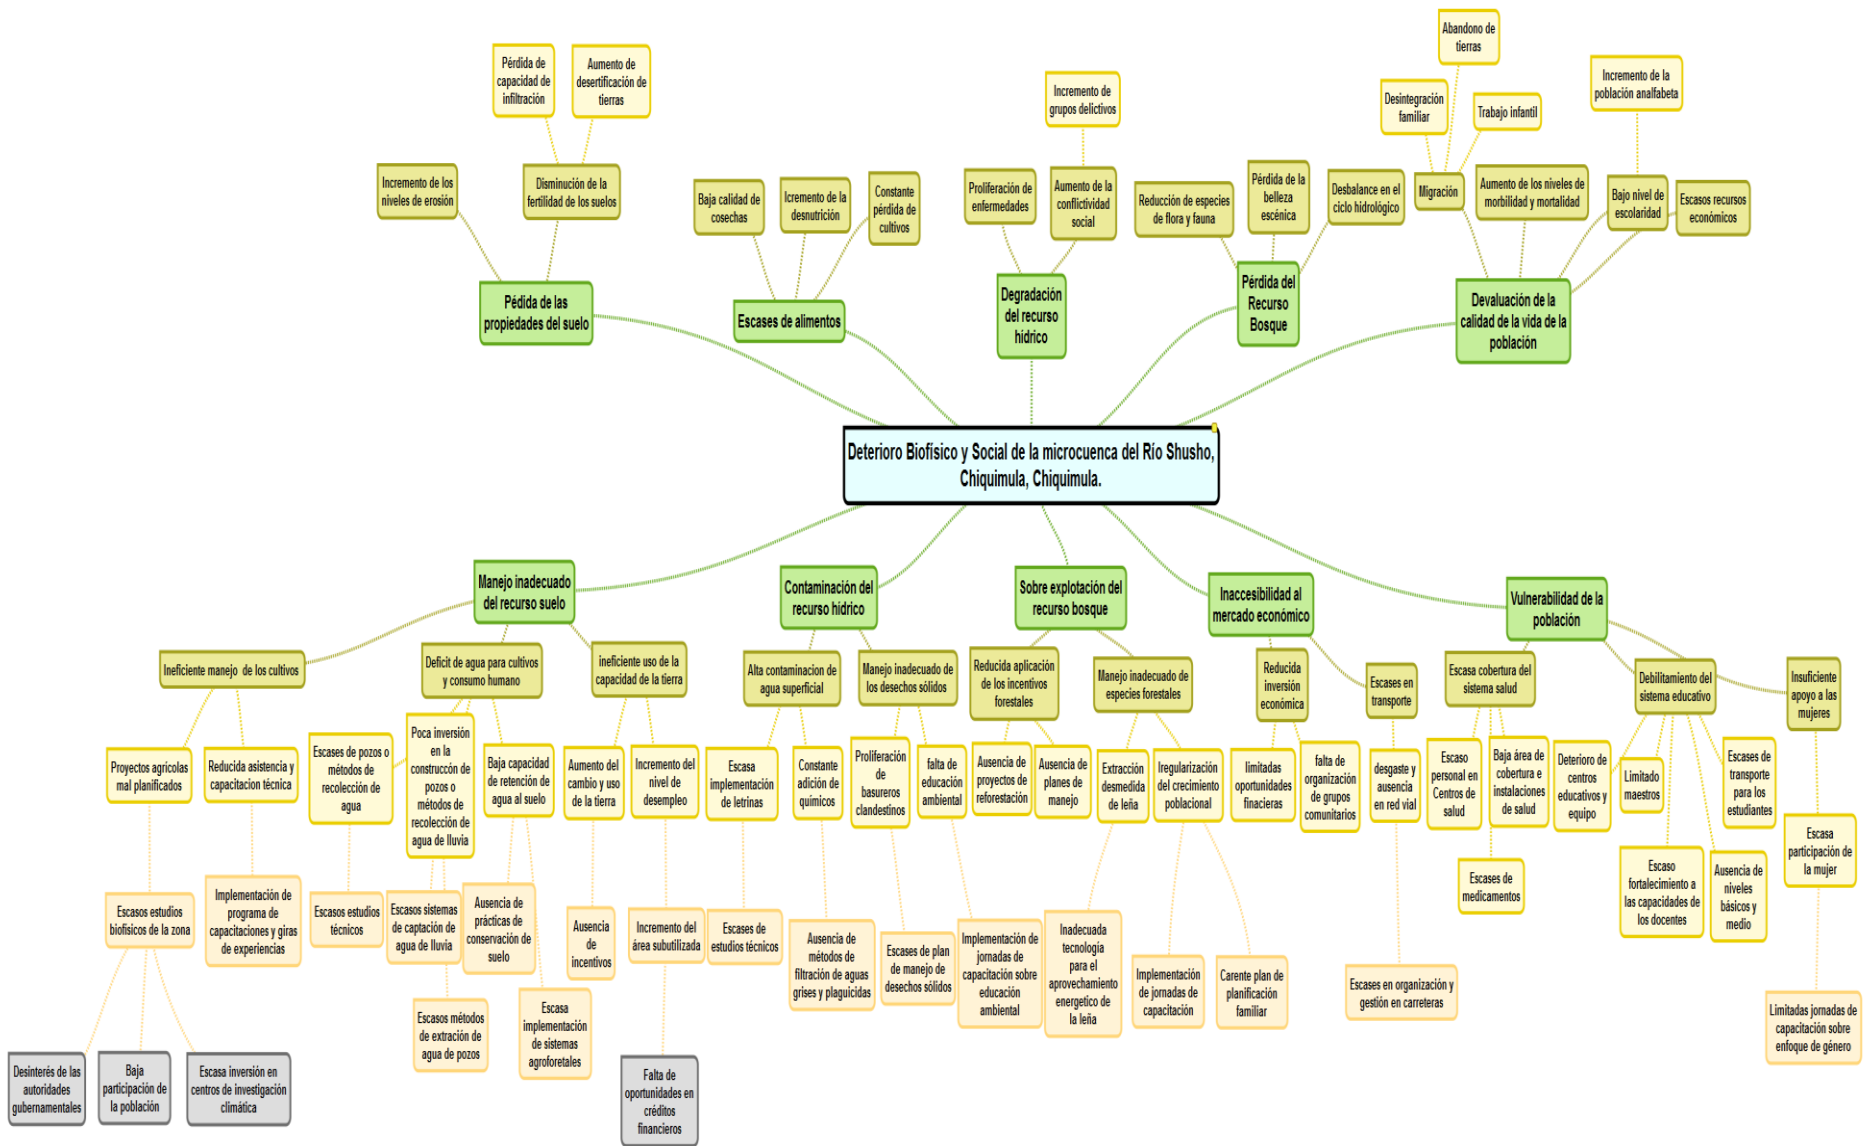 Abandono de
tierras
Pérdida de
capacidad de
infiltración
Aumento de
desertificación de
tierras
Incremento de
grupos delictivos
Desintegración
familiar
Trabajo infantil
Incremento de la
población analfabeta
Incremento de los
niveles de erosión
Disminución de la
fertilidad de los suelos
Baja calidad de
cosechas
Icremento de la
desnutrición
Constante
pérdida de
cultivos
Proliferación de
enfermedades
Aumento de la
conflictividad
social
Reducción de especies
de flora y fauna
Pérdida de la
belleza
escénica
Desbalance en el
ciclo hidrológico
Migración
Aumento de los niveles de
morbilidad y mortalidad
Bajo nivel de
escolaridad
Escasos recursos
económicos
Pédida de las
propiedades del suelo
Escases de alimentos
Degradación
del recurso
hídrico
Pérdida del
Recurso
Bosque
Devaluación de la
calidad de la vida de la
población
Deterioro Biofísico y Social de la microcuenca del Río Shusho,
Chiquimula, Chiquimula.
Manejo inadecuado
del recurso suelo
Contaminación del
recurso hídrico
Sobre explotación del
recurso bosque
Inaccesibilidad al
mercado económico
Vulnerabilidad de la
población
Ineficiente manejo de los cultivos
Deficit de agua para cultivos
y consumo humano
ineficiente uso de la
capacidad de la tierra
Alta contaminacion de
agua superficial
Manejo inadecuado de
los desechos sólidos
Reducida aplicación
de los incentivos
forestales
Manejo inadecuado de
especies forestales
Reducida
inversión
económica
Escases en
transporte
Escasa cobertura del
sistema salud
Debilitamiento del
sistema educativo
Insuficiente
apoyo a las
mujeres
Proyectos agricolas
mal planificados
Reducida asistencia y
capacitacion técnica
Escases de pozos o
métodos de
recolección de
agua
Poca inversión
en la
construccón de
pozos o
métodos de
recolección de
agua de lluvia
Baja capacidad
de retención de
agua al suelo
Aumento del
cambio y uso
de la tierra
Incremento del
nivel de
desempleo
Escasa
implementación
de letrinas
Constante
adición de
químicos
Proliferación
de
basureros
clandestinos
falta de
educación
ambiental
Ausencia de
proyectos de
reforestación
Ausencia de
planes de
manejo
Extracción
desmedida
de leña
Iregularización
del crecimiento
poblacional
limitadas
oportunidades
finacieras
falta de
organización
de grupos
comunitarios
desgaste y
ausencia
en red vial
Escaso
personal en
Centros de
salud
Baja área de
cobertura e
instalaciones
de salud
Deterioro de
centros
educativos y
equipo
Limitado
maestros
Escases de
transporte
para los
estudiantes
Escasa
participación de
la mujer
Escases de
medicamentos
Escaso
fortalecimiento a
las capacidades
de los docentes
Ausencia de
niveles
básicos y
medio
Escasos estudios
biofisicos de la zona
Implementación de
programa de
capacitaciones y giras
de experiencias
Escasos estudios
técnicos
Escasos sistemas
de captación de
agua de lluvia
Ausencia de
prácticas de
conservación de
suelo
Ausencia
de
incentivos
Incremento del
área subutilizada
Escases de
estudios técnicos
Ausencia de
métodos de
filtración de aguas
grises y plaguicidas
Escases de plan
de manejo de
desechos sólidos
Implementación de
jornadas de
capacitación sobre
educación
ambiental
Inadecuada
tecnología
para el
aprovechamiento
energetico de
la leña
Implementación
de jornadas de
capacitación
Carente plan de
planificación
familiar
Escases en organización y
gestión en carreteras
Limitadas jornadas de
capacitación sobre
enfoque de género
Escasos métodos
de extración de
agua de pozos
Escasa
implementación
de sistemas
agroforetales
Desinterés de las
autoridades
gubernamentales
Baja
participación de
la población
Escasa inversión en
centros de investigación
climática
Falta de
oportunidades en
créditos
financieros